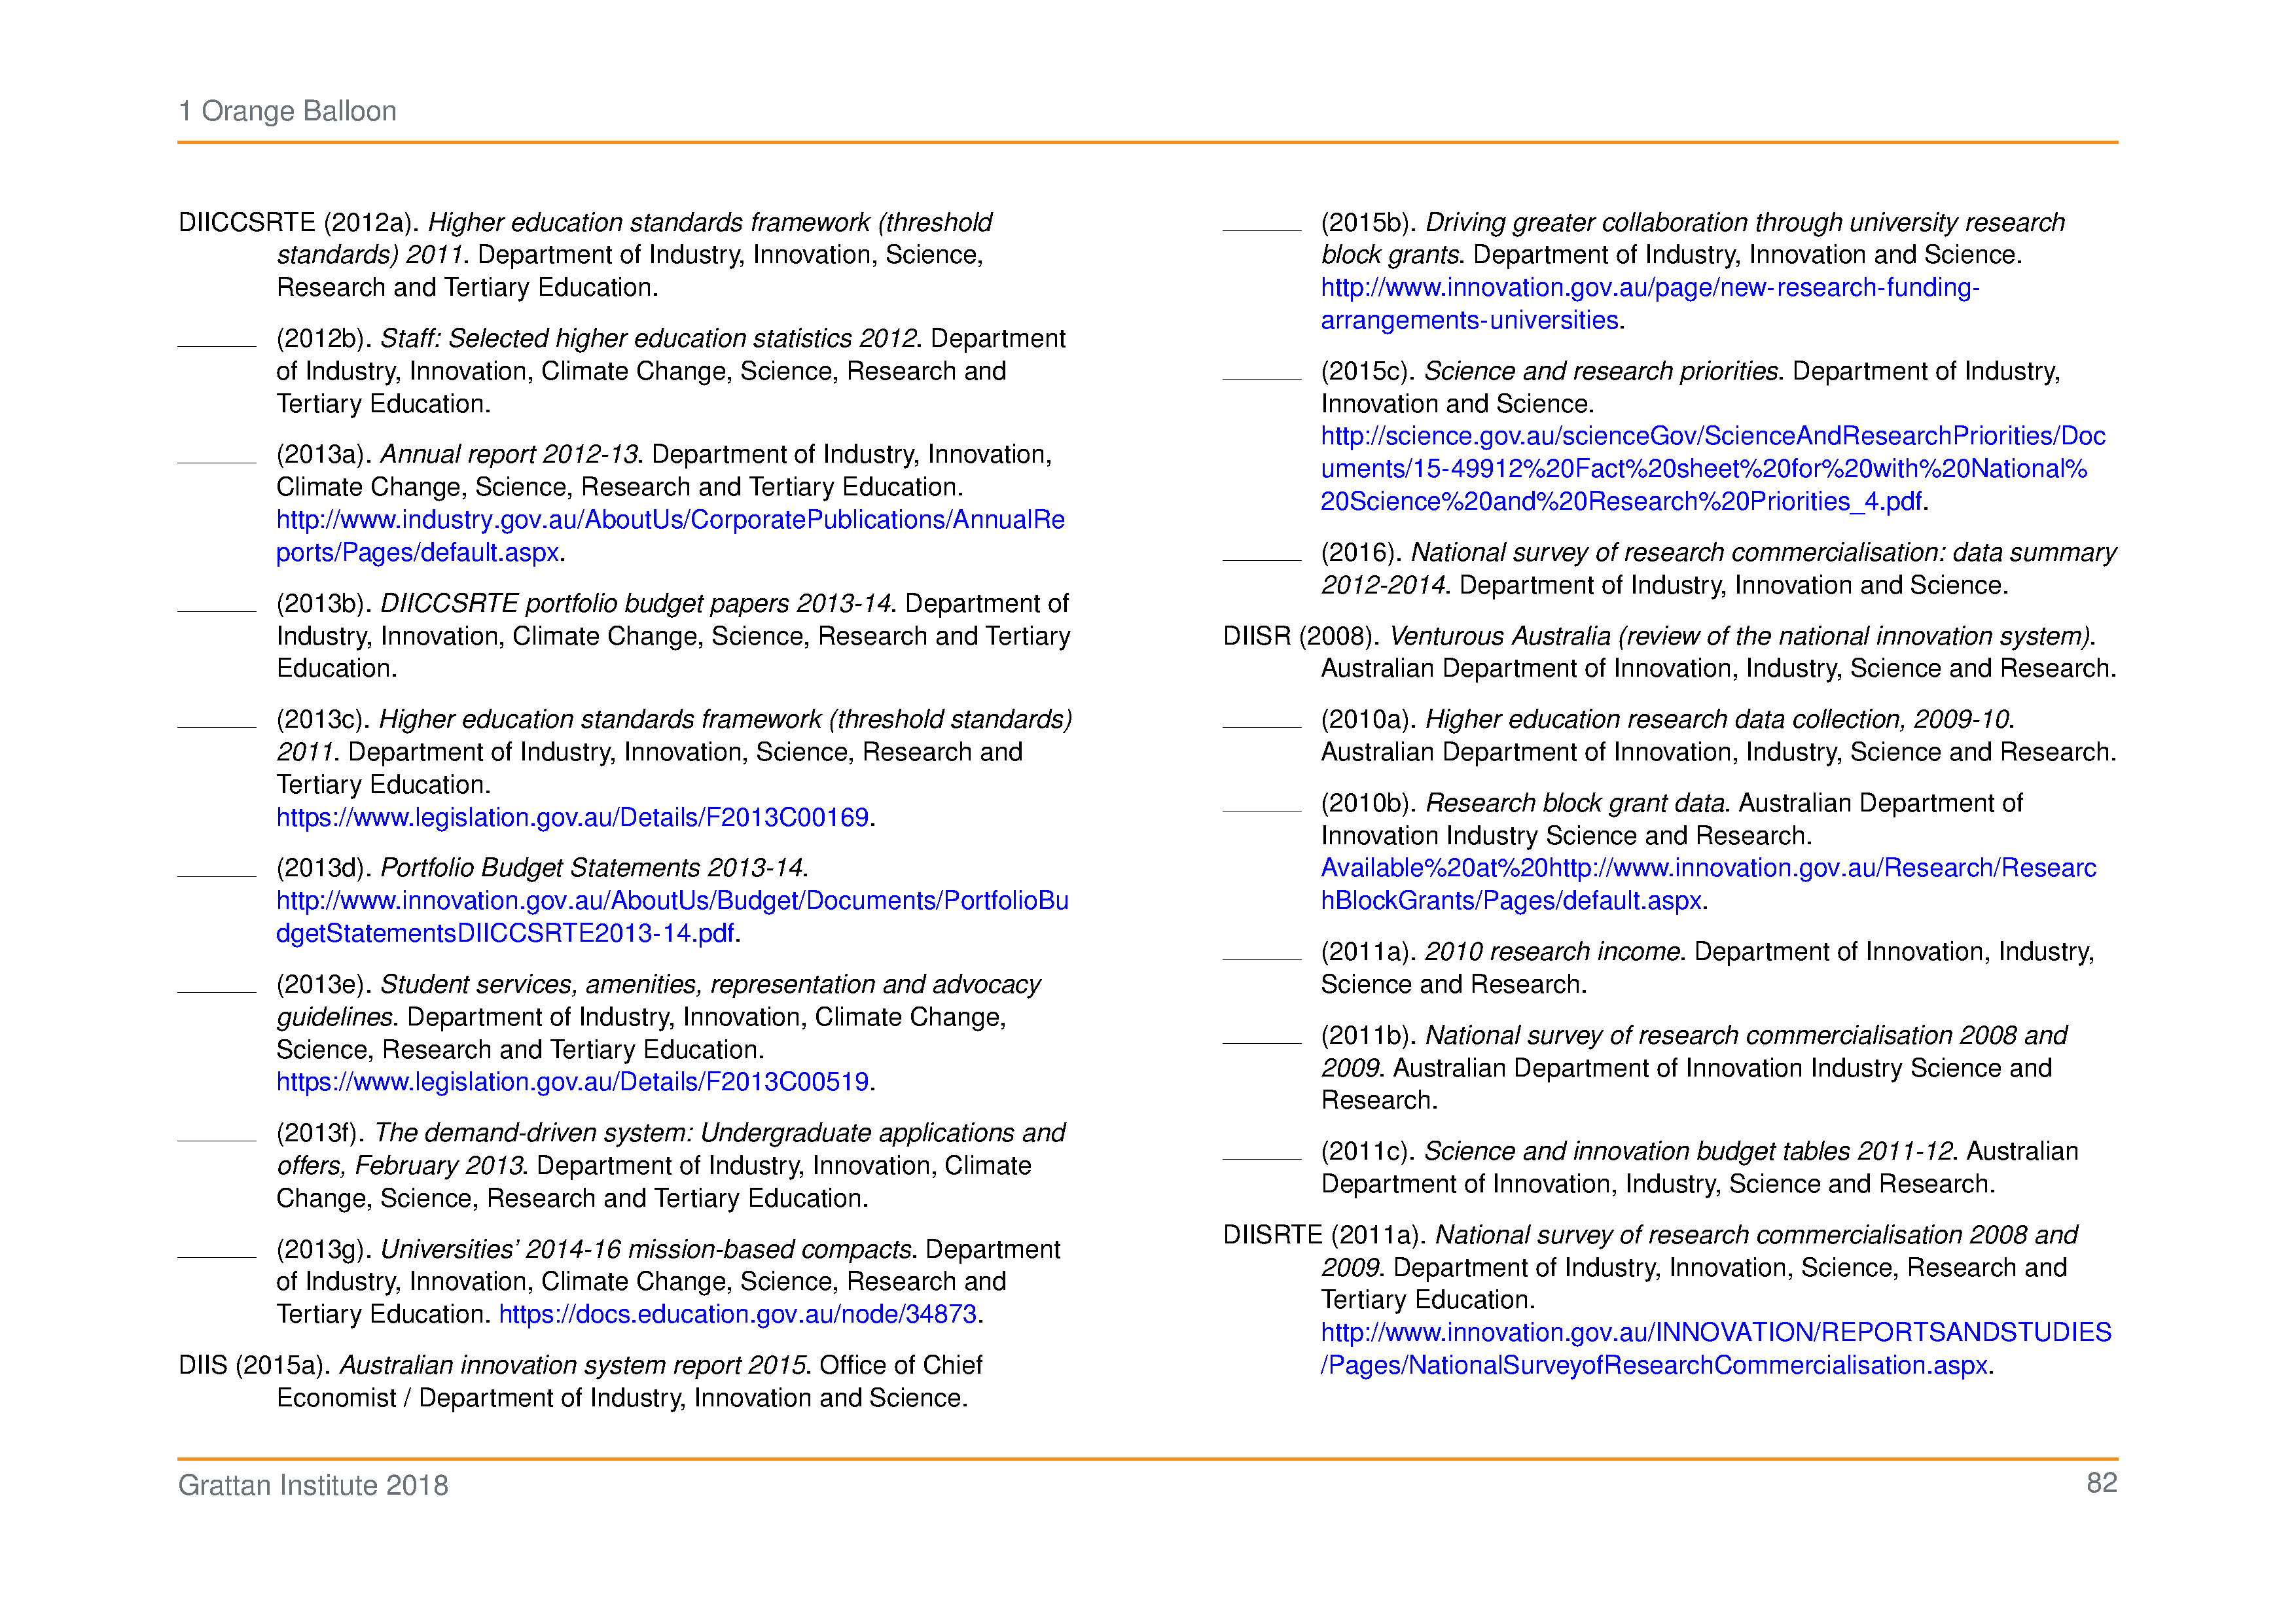 1 Orange Balloon
DIICCSRTE (2012a). Higher education standards framework (threshold
standards) 2011. Department of Industry, Innovation, Science,
Research and Tertiary Education.
(2012b). Staff: Selected higher education statistics 2012. Department
of Industry, Innovation, Climate Change, Science, Research and
Tertiary Education.
(2013a). Annual report 2012-13. Department of Industry, Innovation,
Climate Change, Science, Research and Tertiary Education.
http://www.industry.gov.au/AboutUs/CorporatePublications/AnnualRe
ports/Pages/default.aspx.
(2013b). DIICCSRTE portfolio budget papers 2013-14. Department of
Industry, Innovation, Climate Change, Science, Research and Tertiary
Education.
(2013c). Higher education standards framework (threshold standards)
2011. Department of Industry, Innovation, Science, Research and
Tertiary Education.
https://www.legislation.gov.au/Details/F2013C00169.
(2013d). Portfolio Budget Statements 2013-14.
http://www.innovation.gov.au/AboutUs/Budget/Documents/PortfolioBu
dgetStatementsDIICCSRTE2013-14.pdf.
(2013e). Student services, amenities, representation and advocacy
guidelines. Department of Industry, Innovation, Climate Change,
Science, Research and Tertiary Education.
https://www.legislation.gov.au/Details/F2013C00519.
(2013f). The demand-driven system: Undergraduate applications and
offers, February 2013. Department of Industry, Innovation, Climate
Change, Science, Research and Tertiary Education.
(2013g). Universities’ 2014-16 mission-based compacts. Department
of Industry, Innovation, Climate Change, Science, Research and
Tertiary Education. https://docs.education.gov.au/node/34873.
DIIS (2015a). Australian innovation system report 2015. Office of Chief
Economist / Department of Industry, Innovation and Science.
(2015b). Driving greater collaboration through university research
block grants. Department of Industry, Innovation and Science.
http://www.innovation.gov.au/page/new-research-funding-
arrangements-universities.
(2015c). Science and research priorities. Department of Industry,
Innovation and Science.
http://science.gov.au/scienceGov/ScienceAndResearchPriorities/Doc
uments/15-49912%20Fact%20sheet%20for%20with%20National%
20Science%20and%20Research%20Priorities_4.pdf.
(2016). National survey of research commercialisation: data summary
2012-2014. Department of Industry, Innovation and Science.
DIISR (2008). Venturous Australia (review of the national innovation system).
Australian Department of Innovation, Industry, Science and Research.
(2010a). Higher education research data collection, 2009-10.
Australian Department of Innovation, Industry, Science and Research.
(2010b). Research block grant data. Australian Department of
Innovation Industry Science and Research.
Available%20at%20http://www.innovation.gov.au/Research/Researc
hBlockGrants/Pages/default.aspx.
(2011a). 2010 research income. Department of Innovation, Industry,
Science and Research.
(2011b). National survey of research commercialisation 2008 and
2009. Australian Department of Innovation Industry Science and
Research.
(2011c). Science and innovation budget tables 2011-12. Australian
Department of Innovation, Industry, Science and Research.
DIISRTE (2011a). National survey of research commercialisation 2008 and
2009. Department of Industry, Innovation, Science, Research and
Tertiary Education.
http://www.innovation.gov.au/INNOVATION/REPORTSANDSTUDIES
/Pages/NationalSurveyofResearchCommercialisation.aspx.
Grattan Institute 2018
82